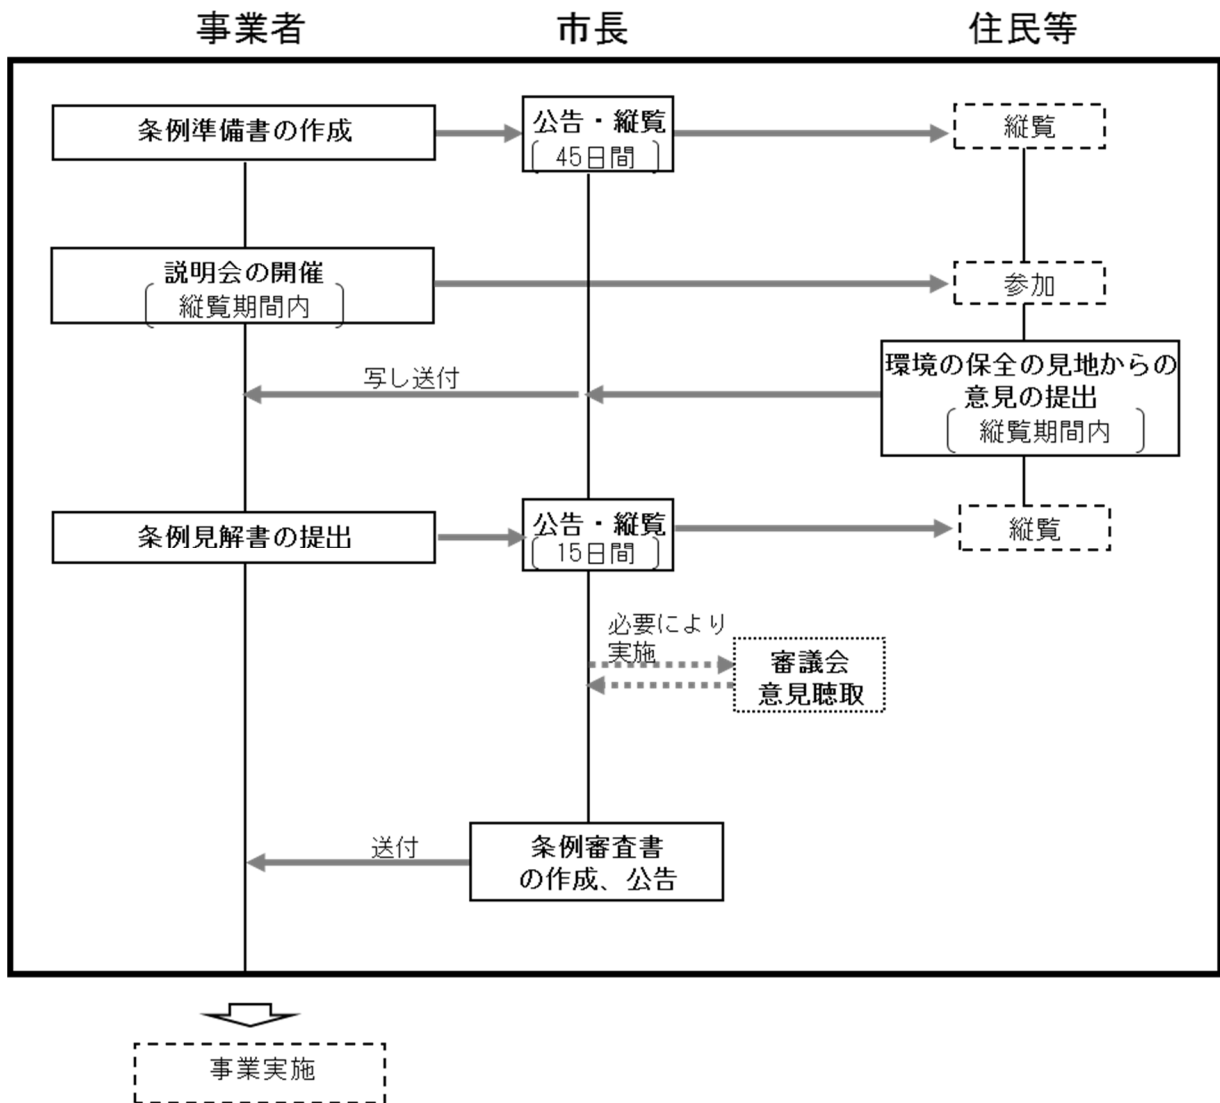 事業者
市長
住民等
条例準備書の作成
公告・縦覧
45日間
縦覧
説明会の開催
縦覧期間内
参加
写し送付
環境の保全の見地からの
意見の提出
縦覧期間内
条例見解書の提出
公告・縦覧
15日間
縦覧
必要により
実施
審議会
意見聴取
送付
条例審査書
の作成、公告
事業実施